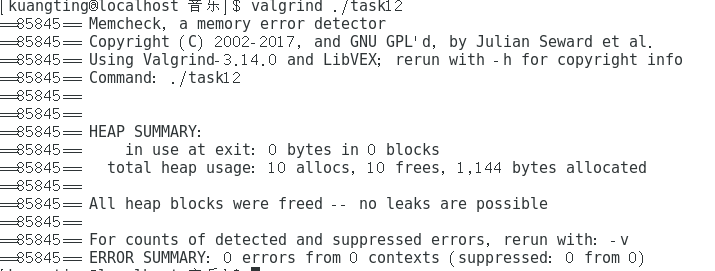 [kuangting@localhost 音乐]$ valgrind ./task12
==85845== Memcheck, a memory error detector
==85845== Copyright (C) 2002-2017, and GNU GPL'd, by Julian Seward et al.
==85845== Using Valgrind-3.14.0 and LibVEX; rerun with -h for copyright info
==85845== Command: ./task12
==85845==
==85845==
==85845== HEAP SUMMARY:
==85845==     in use at exit: 0 bytes in 0 blocks
==85845==   total heap usage: 10 allocs, 10 frees, 1,144 bytes allocated
==85845==
==85845== All heap blocks were freed -- no leaks are possible
==85845==
==85845== For counts of detected and suppressed errors, rerun with: -v
==85845== ERROR SUMMARY: 0 errors from 0 contexts (suppressed: 0 from 0)
[kuangting@localhost 音乐]$